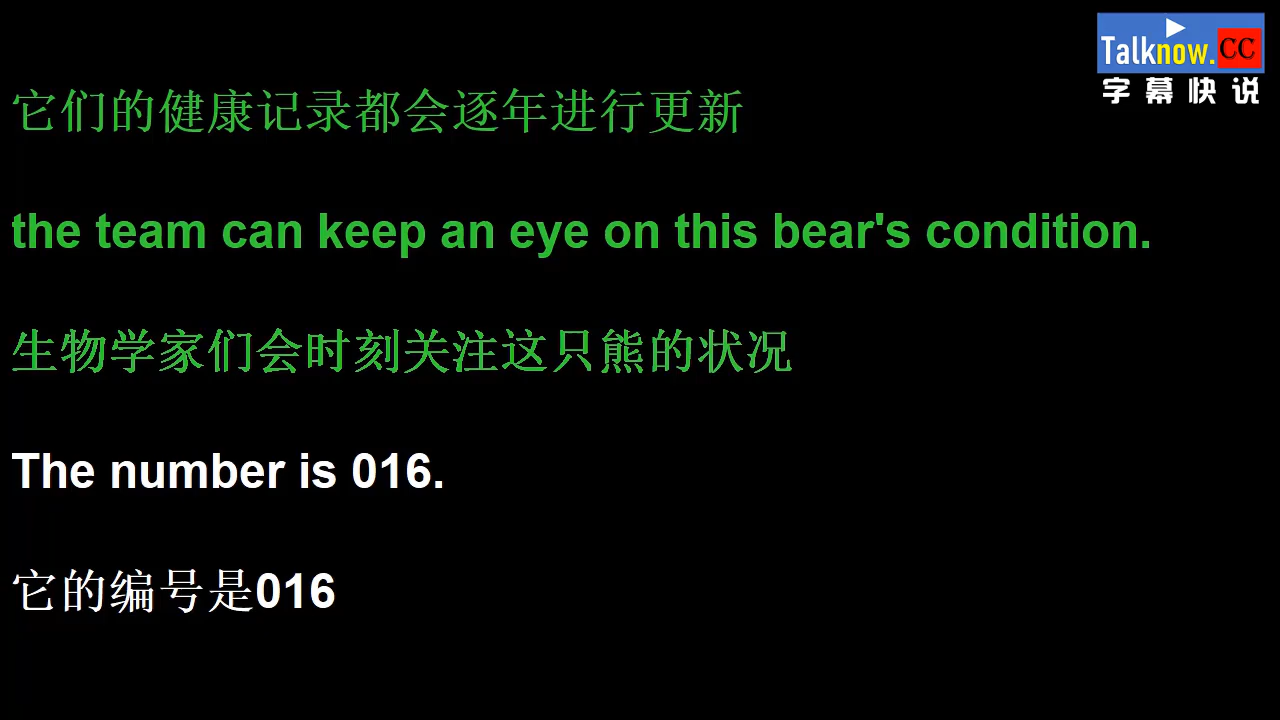 Talknow.CC
字幕快说
它们的健康记录都会逐年进行更新
the team can keep an eye on this bear's condition.
生物学家们会时刻关注这只熊的状况
The number is 016.
它的编号是016